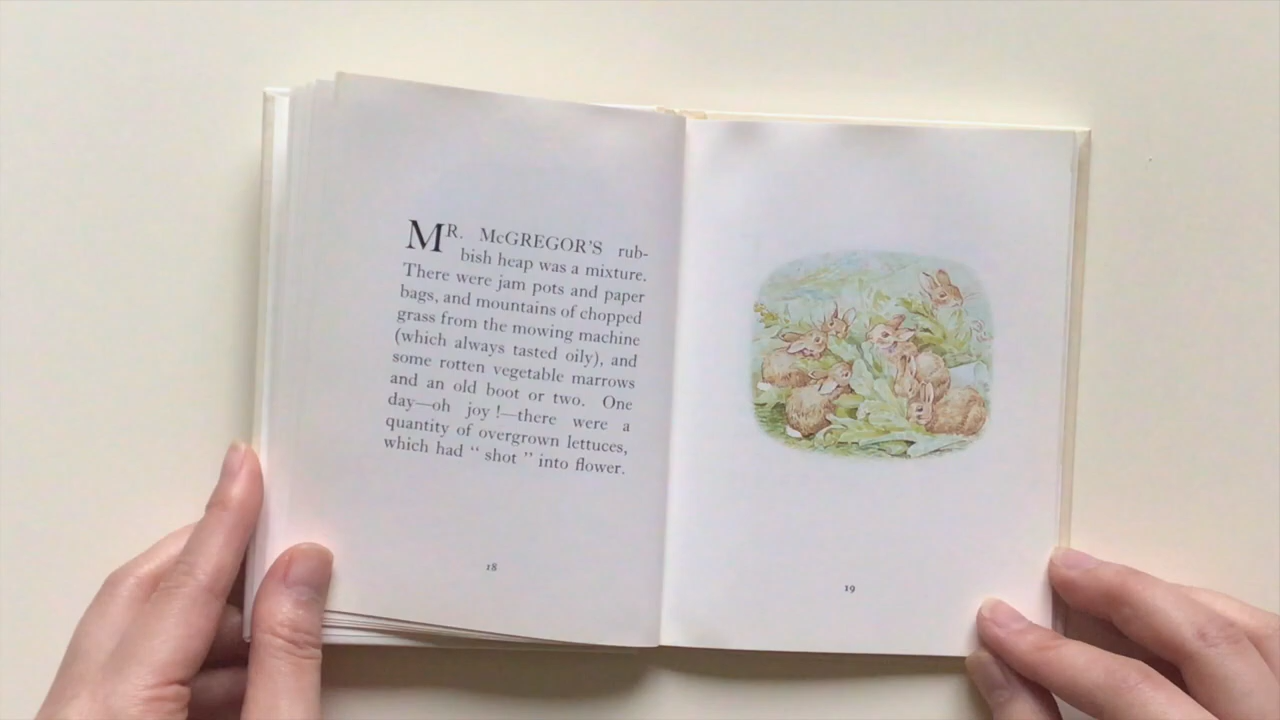 MR. McGREGOR'S rub-
bish heap was a mixture.
There were jam pots and paper
bags, and mountains of chopped
grass from the mowing machine
(which always tasted oily), and
some rotten vegetable marrows
and an old boot or two. One
day—oh joy !—there were a
quantity of overgrown lettuces,
which had “ shot ” into flower.
18
19